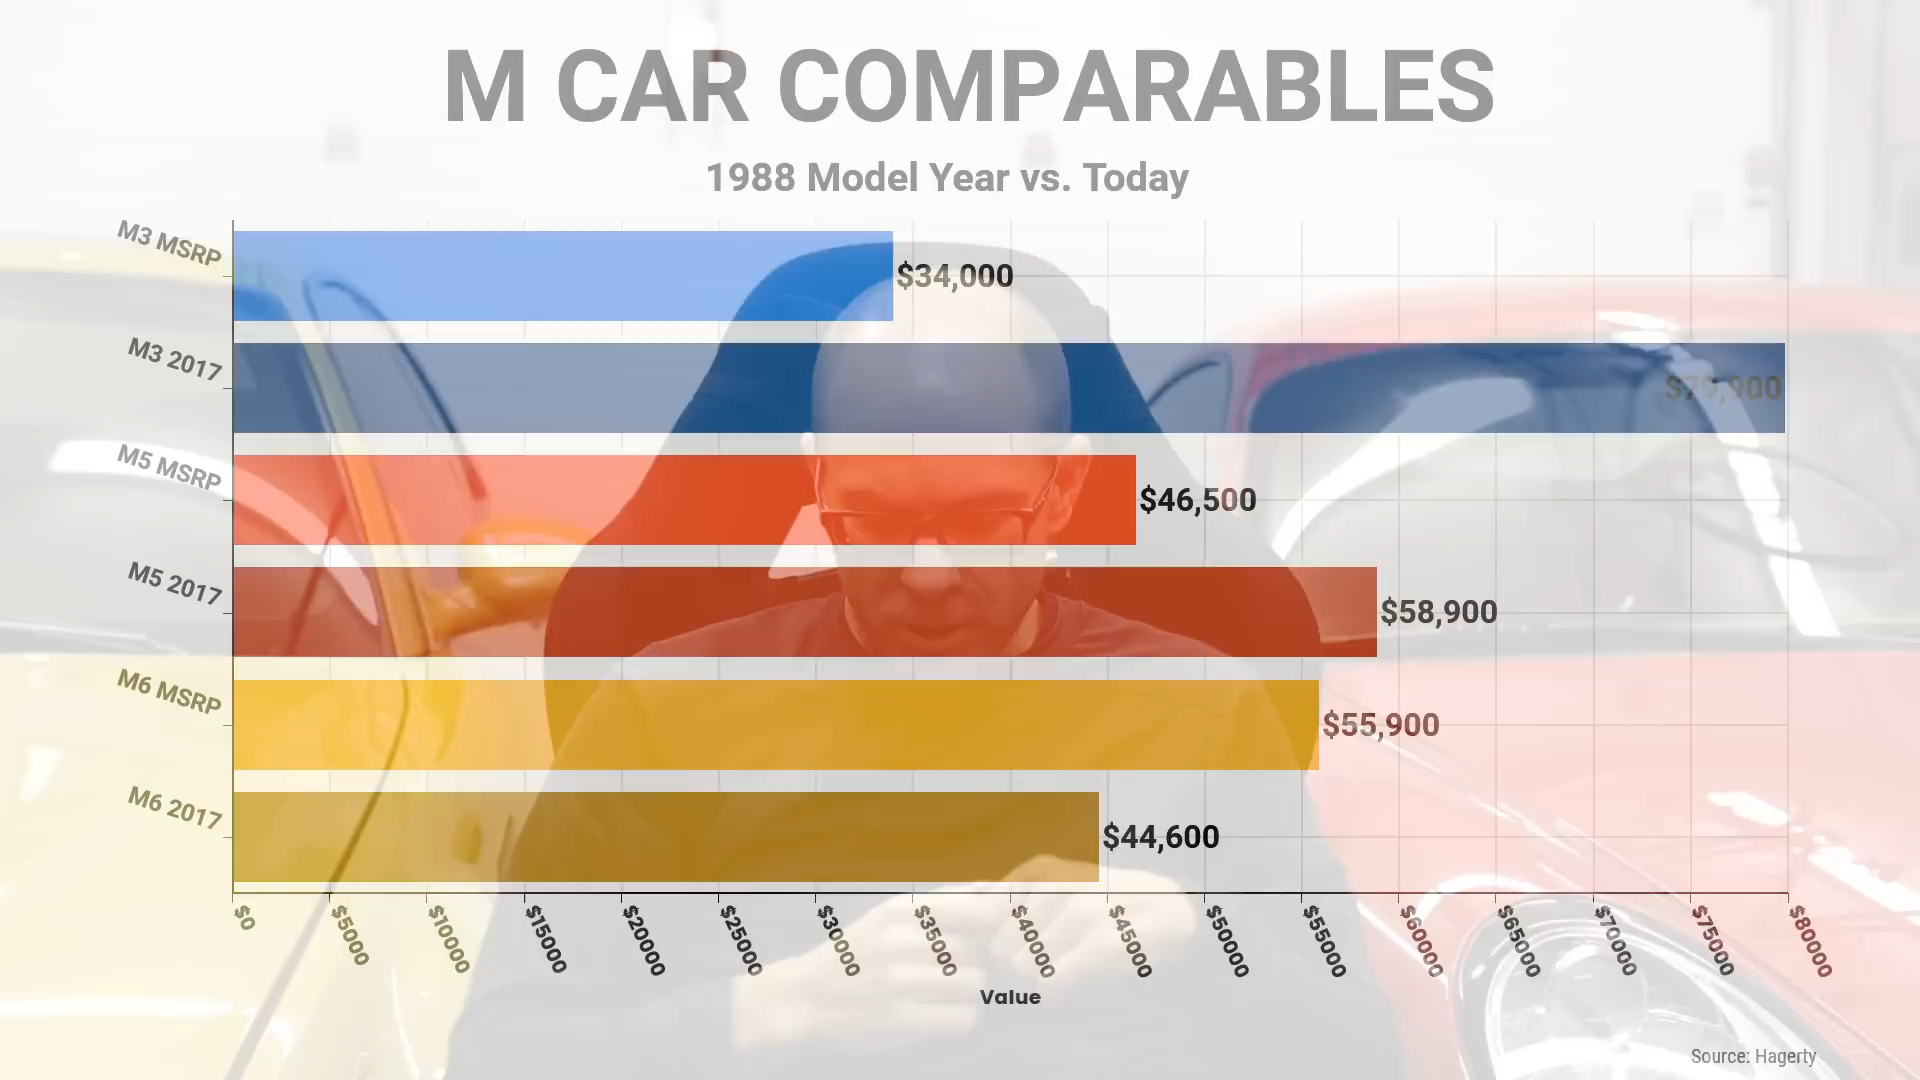 M CAR COMPARABLES
1988 Model Year vs. Today
M3 MSRP
$34,000
M3 2017
$79,900
M5 MSRP
$46,500
M5 2017
$58,900
M6 MSRP
$55,900
M6 2017
$44,600
$0 $5000 $10000 $15000 $20000 $25000 $30000 $35000 $40000 $45000 $50000 $55000 $60000 $65000 $70000 $75000 $80000
Value
Source: Hagerty